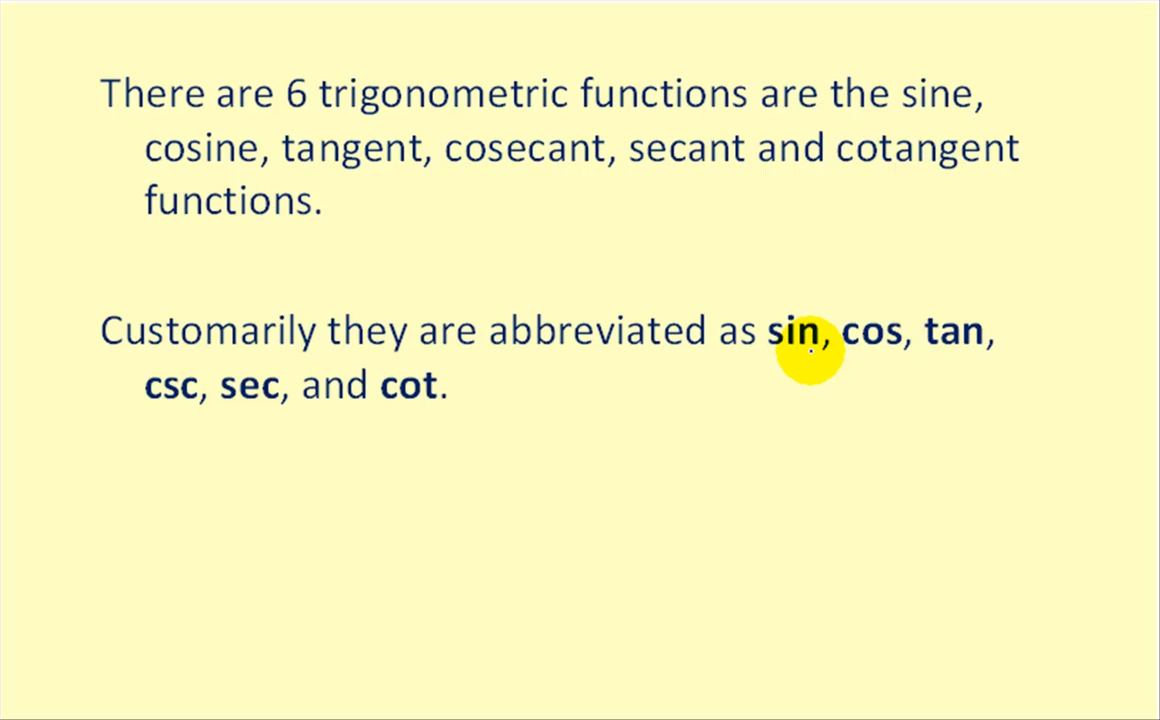 There are 6 trigonometric functions are the sine,
cosine, tangent, cosecant, secant and cotangent
functions.
Customarily they are abbreviated as sin, cos, tan,
csc, sec, and cot.